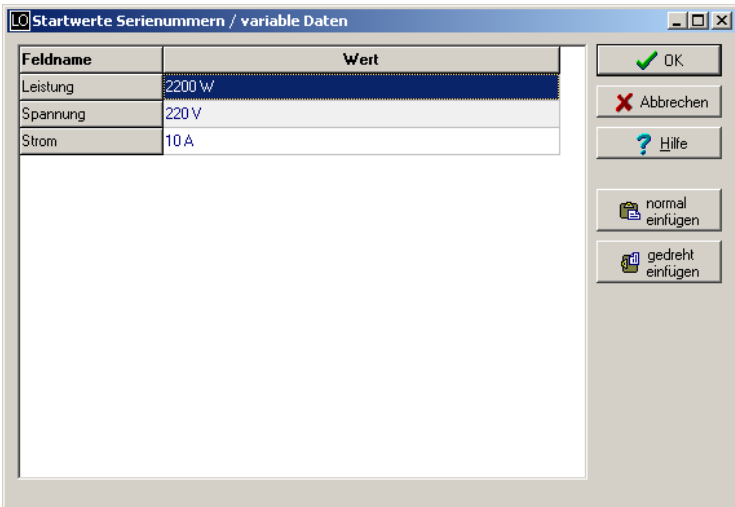 LO Startwerte Serienummern / variable Daten
Feldname Wert
Leistung 2200 W
Spannung 220 V
Strom 10 A
OK
Abbrechen
Hilfe
normal
einfügen
gedreht
einfügen